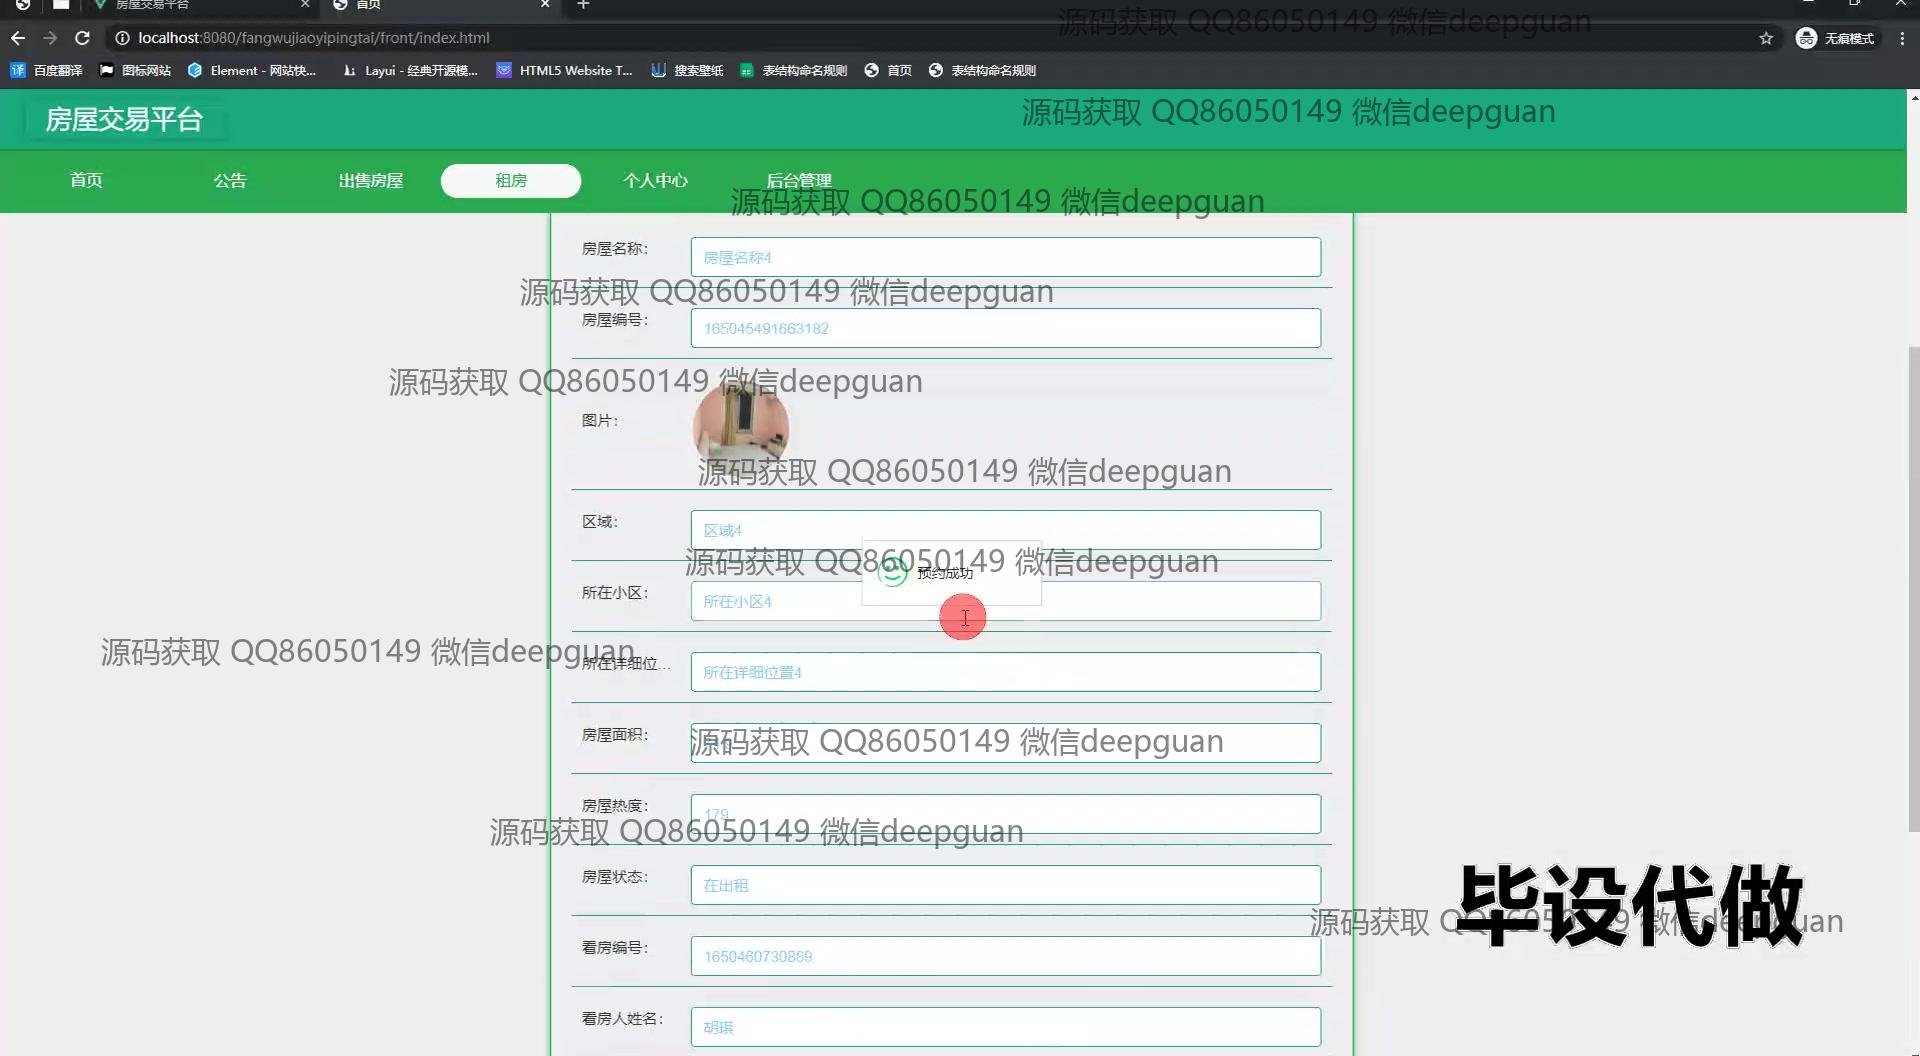 房屋交易平台
首页
源码获取 QQ86050149 微信deepguan
localhost:8080/fangwujiaoyipingtai/front/index.html
无痕模式
百度翻译
图标网站
Element - 网站快...
Layui - 经典开源模...
HTML5 Website T...
搜索壁纸
表结构命名规则
首页
表结构命名规则
房屋交易平台
源码获取 QQ86050149 微信deepguan
首页
公告
出售房屋
租房
个人中心
后台管理
源码获取 QQ86050149 微信deepguan
房屋名称:
房屋名称4
源码获取 QQ86050149 微信deepguan
房屋编号:
165045491663182
源码获取 QQ86050149 微信deepguan
图片:
源码获取 QQ86050149 微信deepguan
区域:
区域4
源码获取 QQ86050149 微信deepguan
预约成功
所在小区:
所在小区4
源码获取 QQ86050149 微信deepguan
所在详细位...
所在详细位置4
房屋面积:
源码获取 QQ86050149 微信deepguan
房屋热度:
179
源码获取 QQ86050149 微信deepguan
房屋状态:
在出租
毕设代做
源码获取 QQ86050149 微信deepguan
看房编号:
1650460730889
看房人姓名:
胡琪